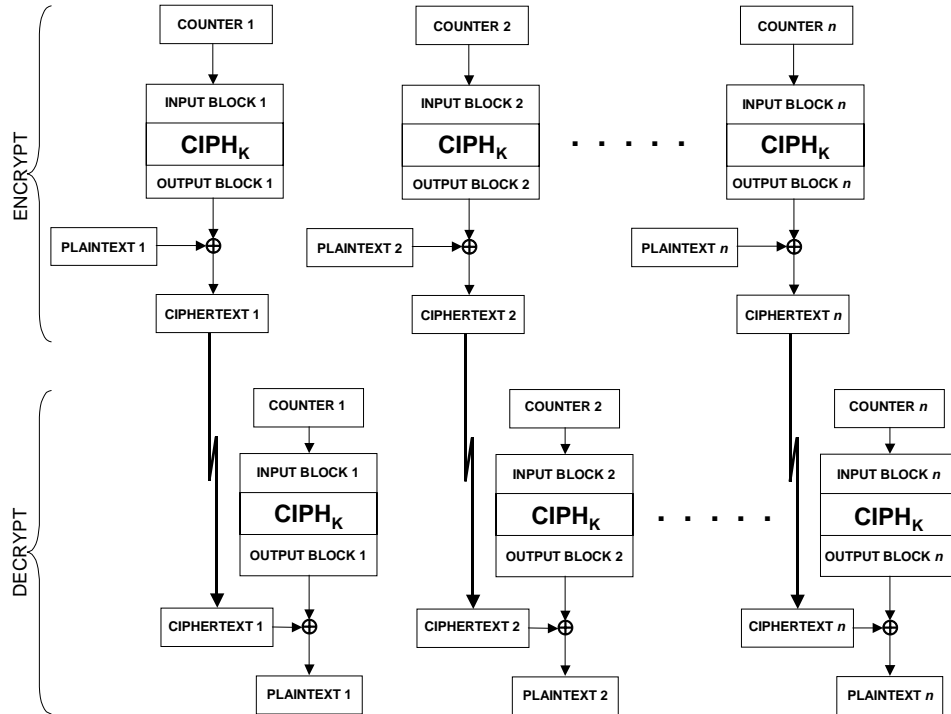 ENCRYPT
COUNTER 1
COUNTER 2
COUNTER n
INPUT BLOCK 1
INPUT BLOCK 2
INPUT BLOCK n
CIPHK
CIPHK
. . . . .
CIPHK
OUTPUT BLOCK 1
OUTPUT BLOCK 2
OUTPUT BLOCK n
PLAINTEXT 1
PLAINTEXT 2
PLAINTEXT n
CIPHERTEXT 1
CIPHERTEXT 2
CIPHERTEXT n
DECRYPT
COUNTER 1
COUNTER 2
COUNTER n
INPUT BLOCK 1
INPUT BLOCK 2
INPUT BLOCK n
CIPHK
CIPHK
. . . . .
CIPHK
OUTPUT BLOCK 1
OUTPUT BLOCK 2
OUTPUT BLOCK n
CIPHERTEXT 1
CIPHERTEXT 2
CIPHERTEXT n
PLAINTEXT 1
PLAINTEXT 2
PLAINTEXT n